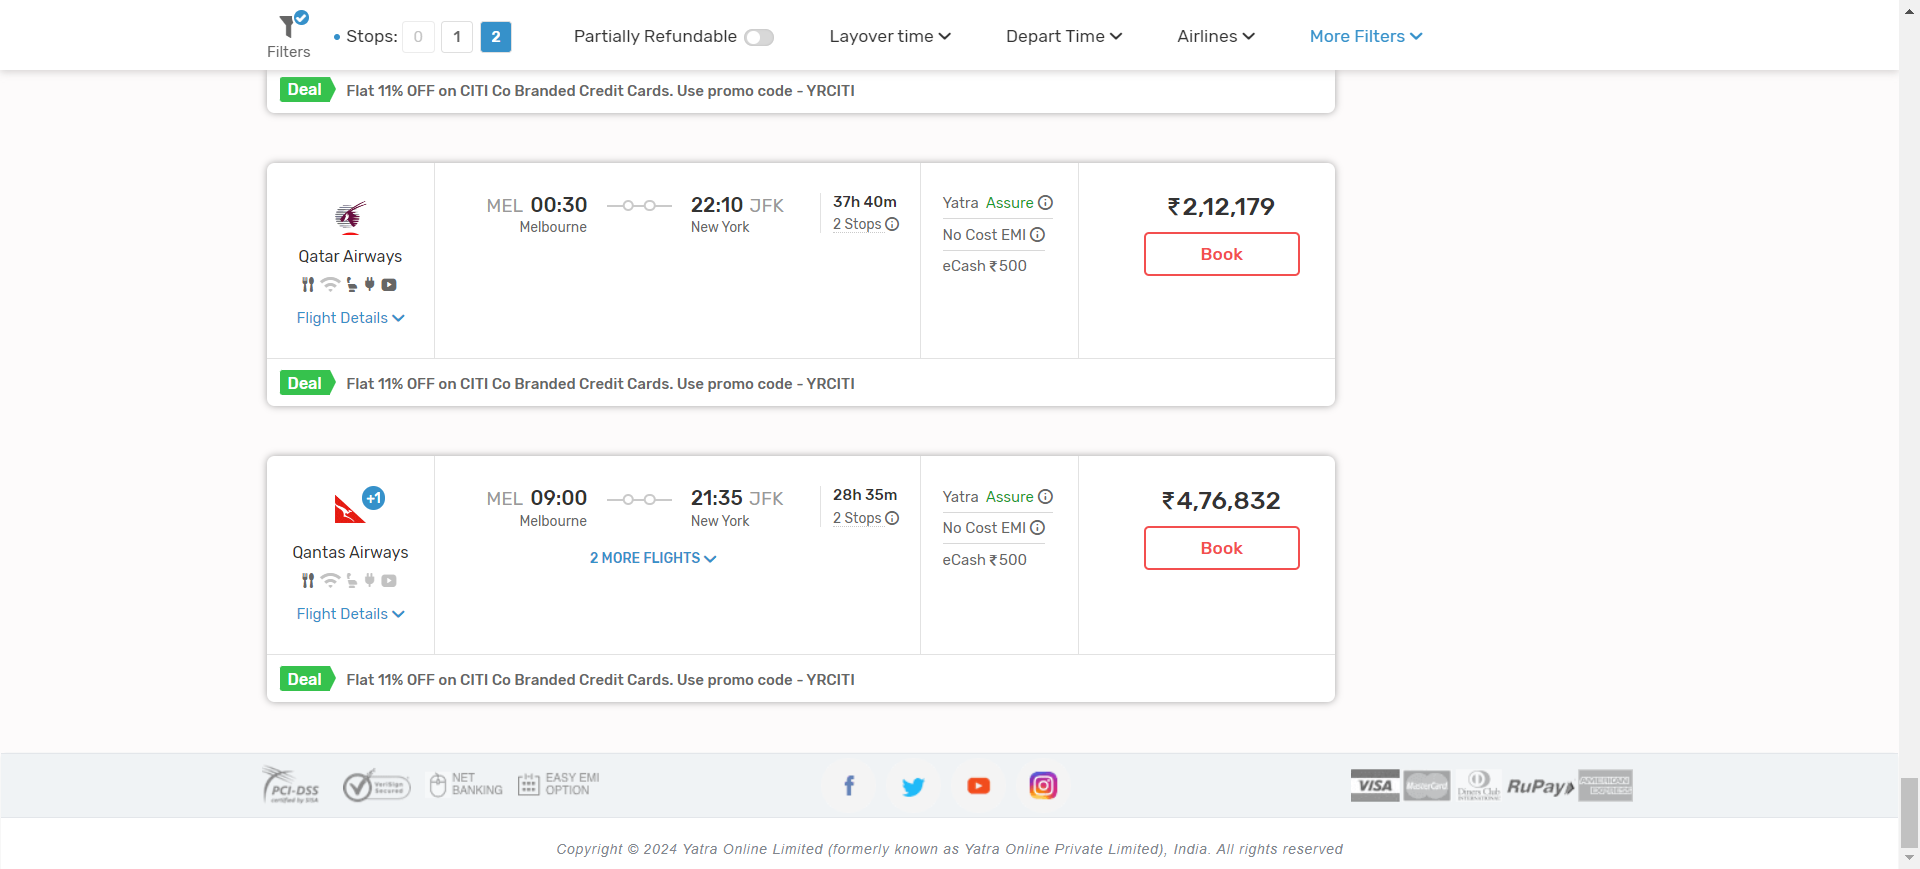 Filters
Stops: 0 1 2
Partially Refundable
Layover time
Depart Time
Airlines
More Filters
Deal Flat 11% OFF on CITI Co Branded Credit Cards. Use promo code - YRCITI
Qatar Airways
Flight Details
MEL 00:30
Melbourne
22:10 JFK
New York
37h 40m
2 Stops
Yatra Assure
No Cost EMI
eCash ₹500
₹2,12,179
Book
Deal Flat 11% OFF on CITI Co Branded Credit Cards. Use promo code - YRCITI
+1
Qantas Airways
Flight Details
MEL 09:00
Melbourne
21:35 JFK
New York
2 MORE FLIGHTS
28h 35m
2 Stops
Yatra Assure
No Cost EMI
eCash ₹500
₹4,76,832
Book
Deal Flat 11% OFF on CITI Co Branded Credit Cards. Use promo code - YRCITI
PCI-DSS
certified by SISA
VeriSign
Secured
NET
BANKING
EASY EMI
OPTION
VISA
MasterCard
Diners Club
INTERNATIONAL
RuPay
AMERICAN
EXPRESS
Copyright © 2024 Yatra Online Limited (formerly known as Yatra Online Private Limited), India. All rights reserved